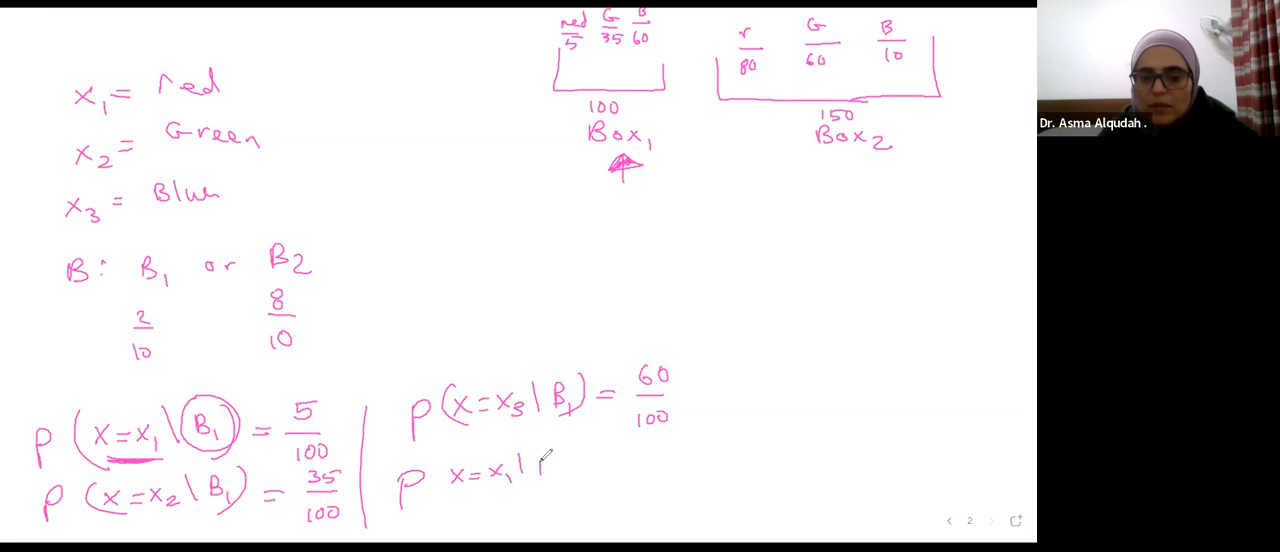 red G B
5 35 60
r G B
80 60 10
100
Box1
150
Box2
x1 = red
x2 = Green
x3 = Blue
B: B1 or B2
2/10 8/10
P(x=x1 \ B1) = 5/100
P(x=x2 \ B1) = 35/100
P(x=x3 \ B1) = 60/100
P x=x1 \
Dr. Asma Alqudah .
2